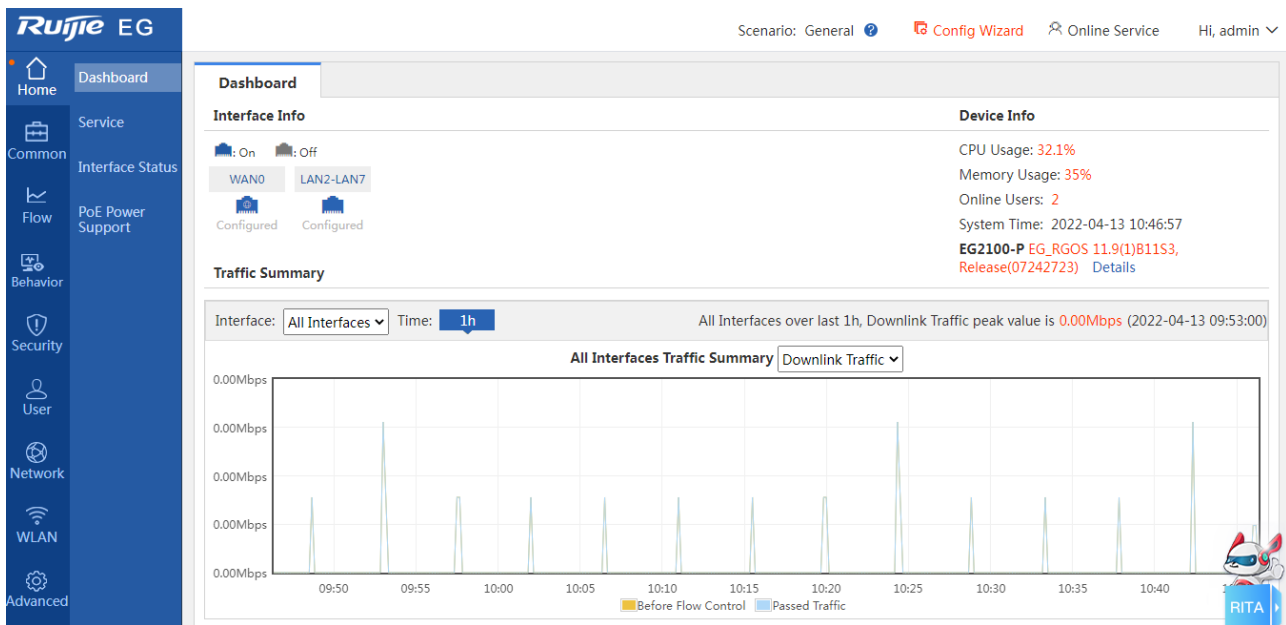 Ruijie EG
Scenario: General ? Config Wizard Online Service Hi, admin
Home
Common
Flow
Behavior
Security
User
Network
WLAN
Advanced
Dashboard
Service
Interface Status
PoE Power
Support
Dashboard
Interface Info
: On : Off
WAN0 LAN2-LAN7
Configured Configured
Device Info
CPU Usage: 32.1%
Memory Usage: 35%
Online Users: 2
System Time: 2022-04-13 10:46:57
EG2100-P EG_RGOS 11.9(1)B11S3,
Release(07242723) Details
Traffic Summary
Interface: All Interfaces Time: 1h All Interfaces over last 1h, Downlink Traffic peak value is 0.00Mbps (2022-04-13 09:53:00)
All Interfaces Traffic Summary Downlink Traffic
0.00Mbps
0.00Mbps
0.00Mbps
0.00Mbps
0.00Mbps
09:50 09:55 10:00 10:05 10:10 10:15 10:20 10:25 10:30 10:35 10:40
Before Flow Control Passed Traffic
RITA